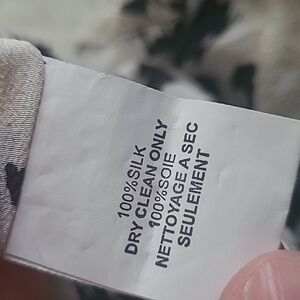 100%SILK
DRY CLEAN ONLY
100%SOIE
NETTOYAGE A SEC
SEULEMENT